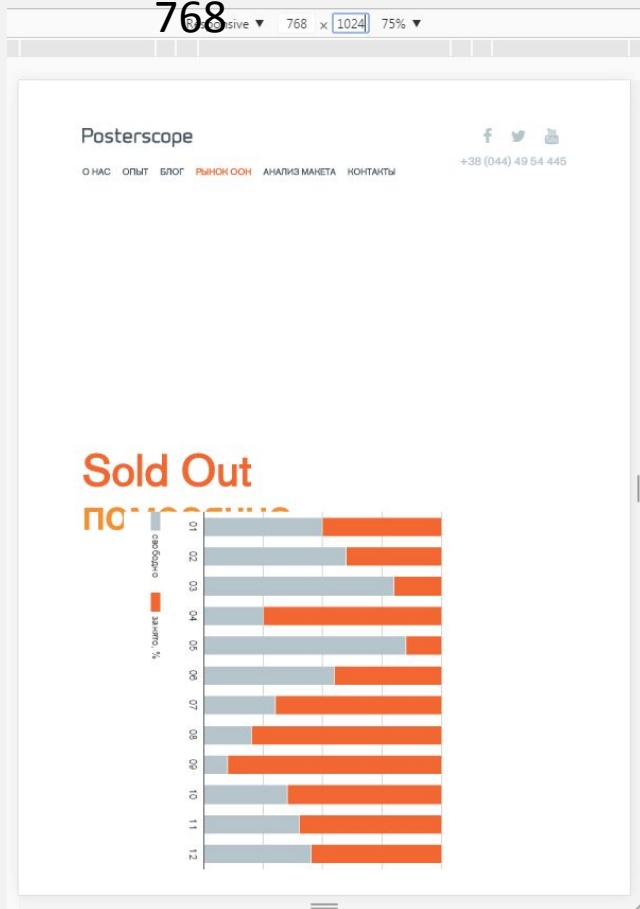 768
Responsive ▼ 768 × 1024 75% ▼
Posterscope
+38 (044) 49 54 445
О НАС ОПЫТ БЛОГ РЫНОК ООН АНАЛИЗ МАКЕТА КОНТАКТЫ
Sold Out
помесячно
свободно занято, %
01
02
03
04
05
06
07
08
09
10
11
12